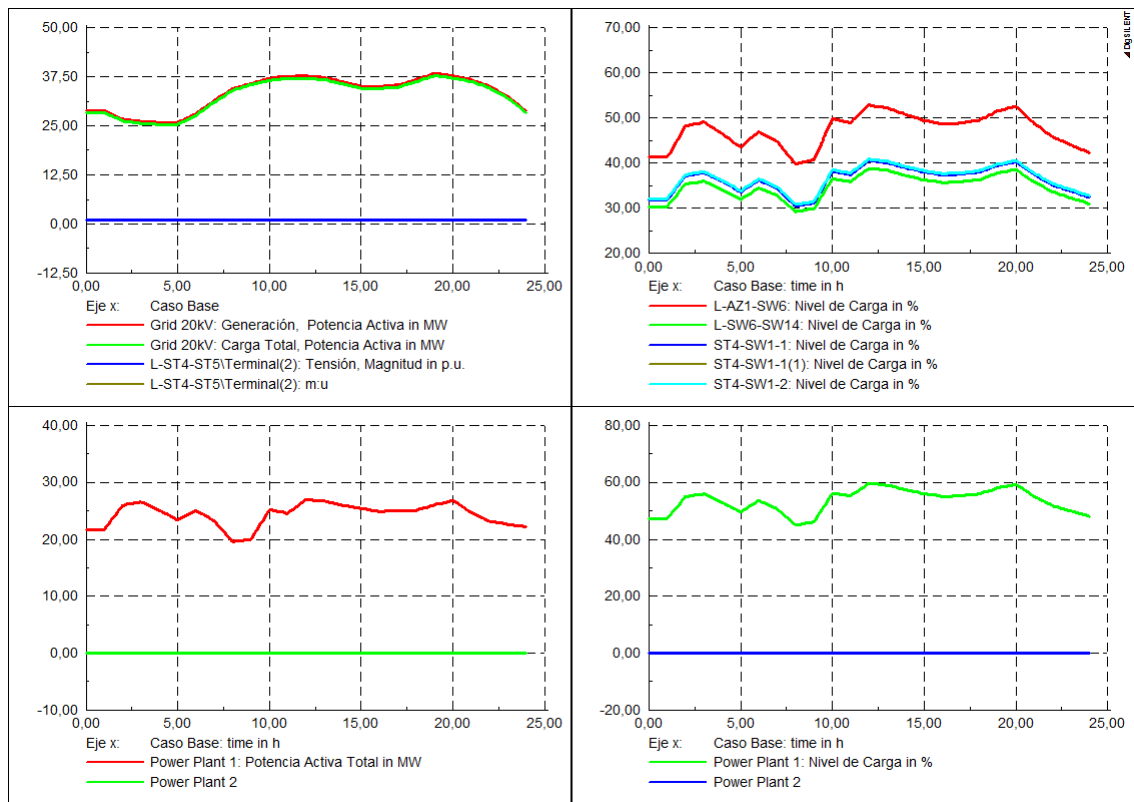 50,00
37,50
25,00
12,50
0,00
-12,50
0,00 5,00 10,00 15,00 20,00 25,00
Eje x: Caso Base
Grid 20kV: Generación, Potencia Activa in MW
Grid 20kV: Carga Total, Potencia Activa in MW
L-ST4-ST5\Terminal(2): Tensión, Magnitud in p.u.
L-ST4-ST5\Terminal(2): m:u
70,00
60,00
50,00
40,00
30,00
20,00
0,00 5,00 10,00 15,00 20,00 25,00
Eje x: Caso Base: time in h
L-AZ1-SW6: Nivel de Carga in %
L-SW6-SW14: Nivel de Carga in %
ST4-SW1-1: Nivel de Carga in %
ST4-SW1-1(1): Nivel de Carga in %
ST4-SW1-2: Nivel de Carga in %
DIgSILENT
40,00
30,00
20,00
10,00
0,00
-10,00
0,00 5,00 10,00 15,00 20,00 25,00
Eje x: Caso Base: time in h
Power Plant 1: Potencia Activa Total in MW
Power Plant 2
80,00
60,00
40,00
20,00
0,00
-20,00
0,00 5,00 10,00 15,00 20,00 25,00
Eje x: Caso Base: time in h
Power Plant 1: Nivel de Carga in %
Power Plant 2